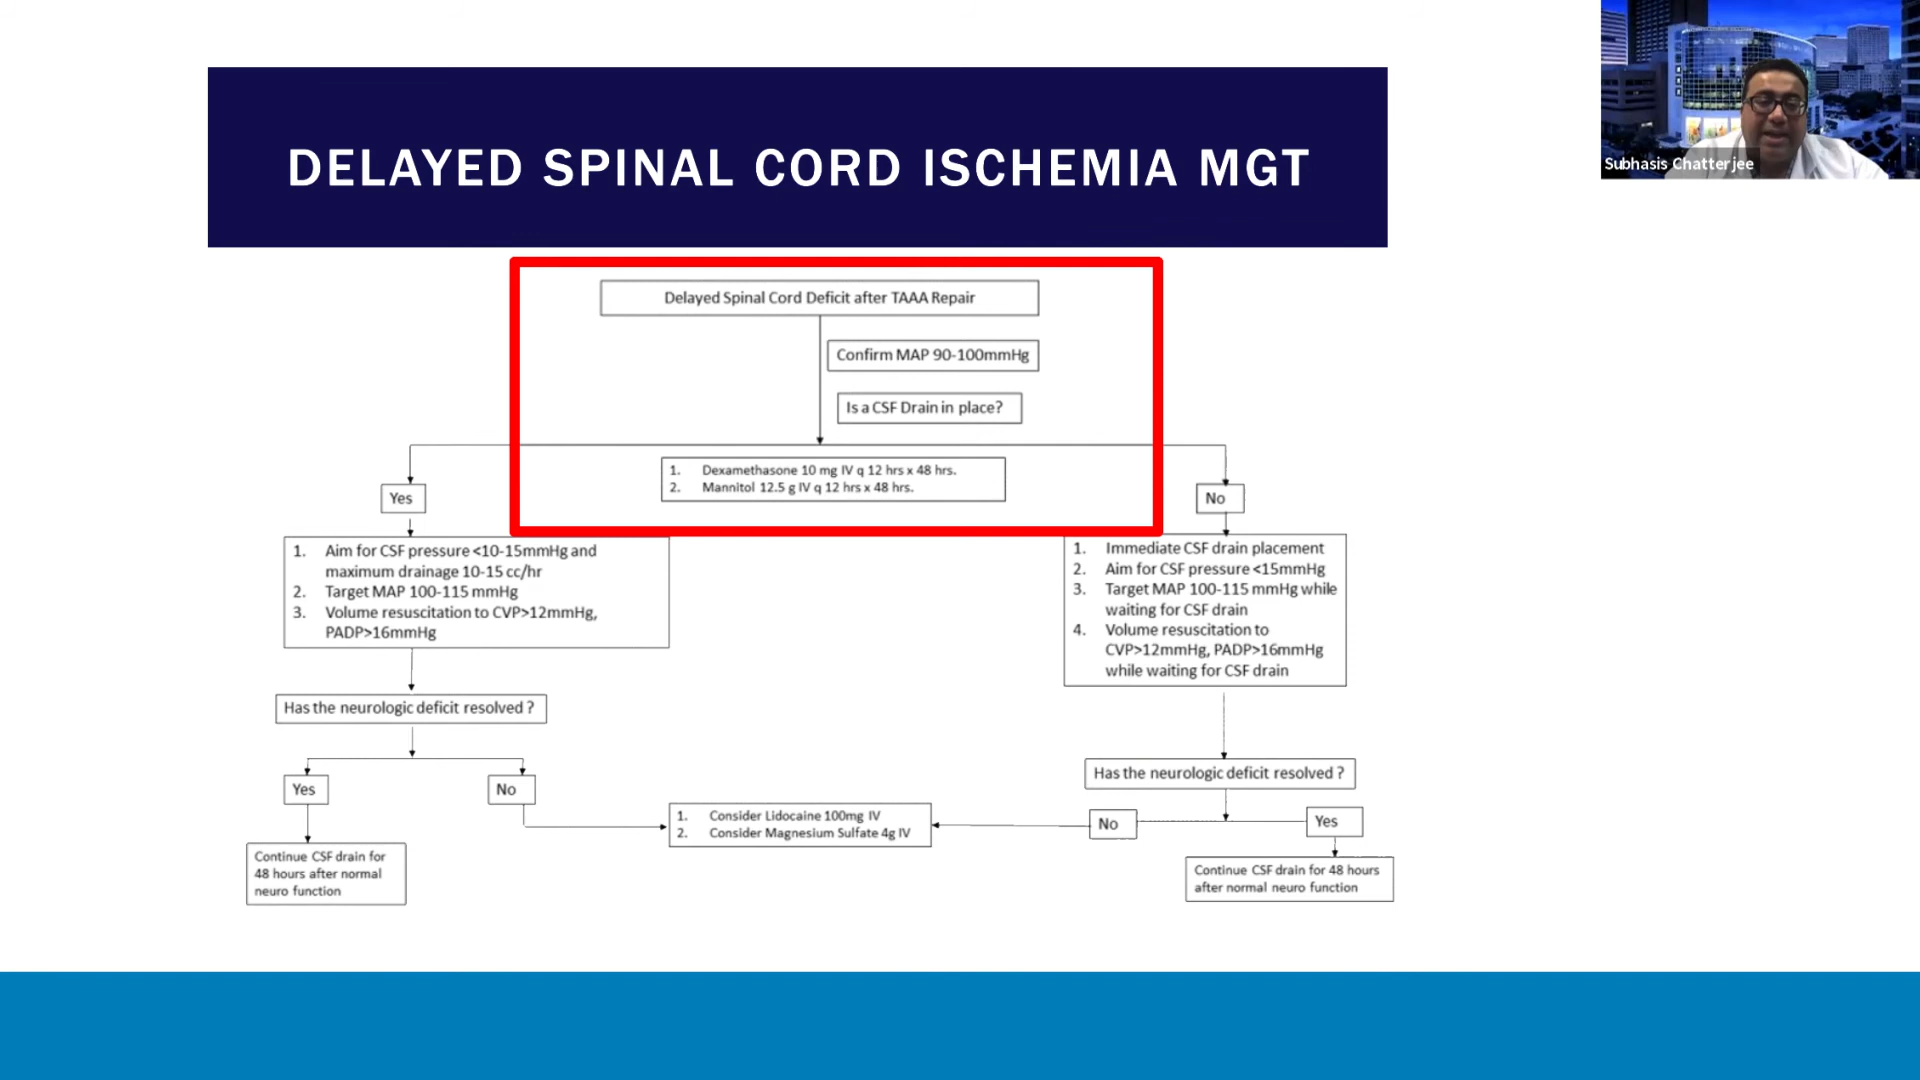 DELAYED SPINAL CORD ISCHEMIA MGT
Subhasis Chatterjee
Delayed Spinal Cord Deficit after TAAA Repair
Confirm MAP 90-100mmHg
Is a CSF Drain in place?
1. Dexamethasone 10 mg IV q 12 hrs x 48 hrs.
2. Mannitol 12.5 g IV q 12 hrs x 48 hrs.
Yes
1. Aim for CSF pressure <10-15mmHg and
maximum drainage 10-15 cc/hr
2. Target MAP 100-115 mmHg
3. Volume resuscitation to CVP>12mmHg,
PADP>16mmHg
Has the neurologic deficit resolved ?
Yes
Continue CSF drain for
48 hours after normal
neuro function
No
1. Consider Lidocaine 100mg IV
2. Consider Magnesium Sulfate 4g IV
No
1. Immediate CSF drain placement
2. Aim for CSF pressure <15mmHg
3. Target MAP 100-115 mmHg while
waiting for CSF drain
4. Volume resuscitation to
CVP>12mmHg, PADP>16mmHg
while waiting for CSF drain
Has the neurologic deficit resolved ?
No
Yes
Continue CSF drain for 48 hours
after normal neuro function